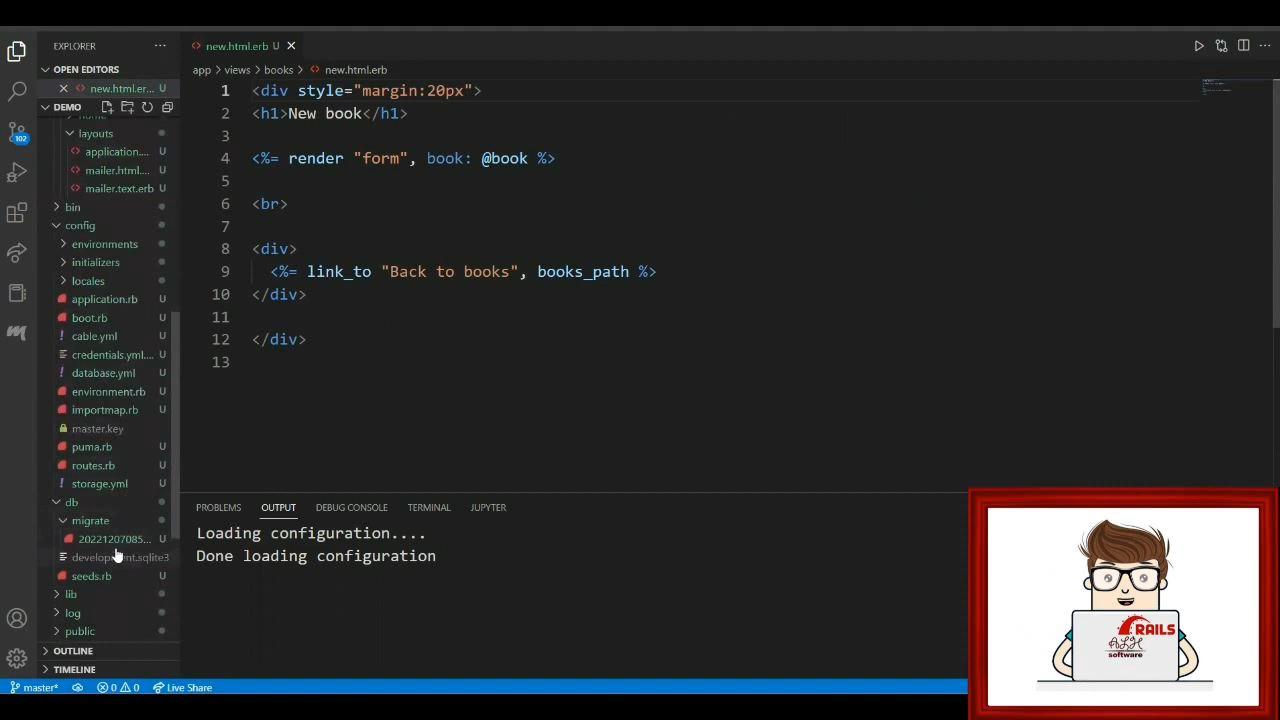 EXPLORER
OPEN EDITORS
new.html.er... U
DEMO
layouts
application.... U
mailer.html.... U
mailer.text.erb U
bin
config
environments
initializers
locales
application.rb U
boot.rb U
cable.yml U
credentials.yml.... U
database.yml U
environment.rb U
importmap.rb U
master.key
puma.rb U
routes.rb U
storage.yml U
db
migrate
20221207085... U
seeds.rb U
lib
log
public
OUTLINE
TIMELINE
102
new.html.erb U
app > views > books > new.html.erb
1 <div style="margin:20px">
2 <h1>New book</h1>
3
4 <%= render "form", book: @book %>
5
6 <br>
7
8 <div>
9 <%= link_to "Back to books", books_path %>
10 </div>
11
12 </div>
13
PROBLEMS OUTPUT DEBUG CONSOLE TERMINAL JUPYTER
Loading configuration....
Done loading configuration
RAILS
software
master* 0 0 Live Share